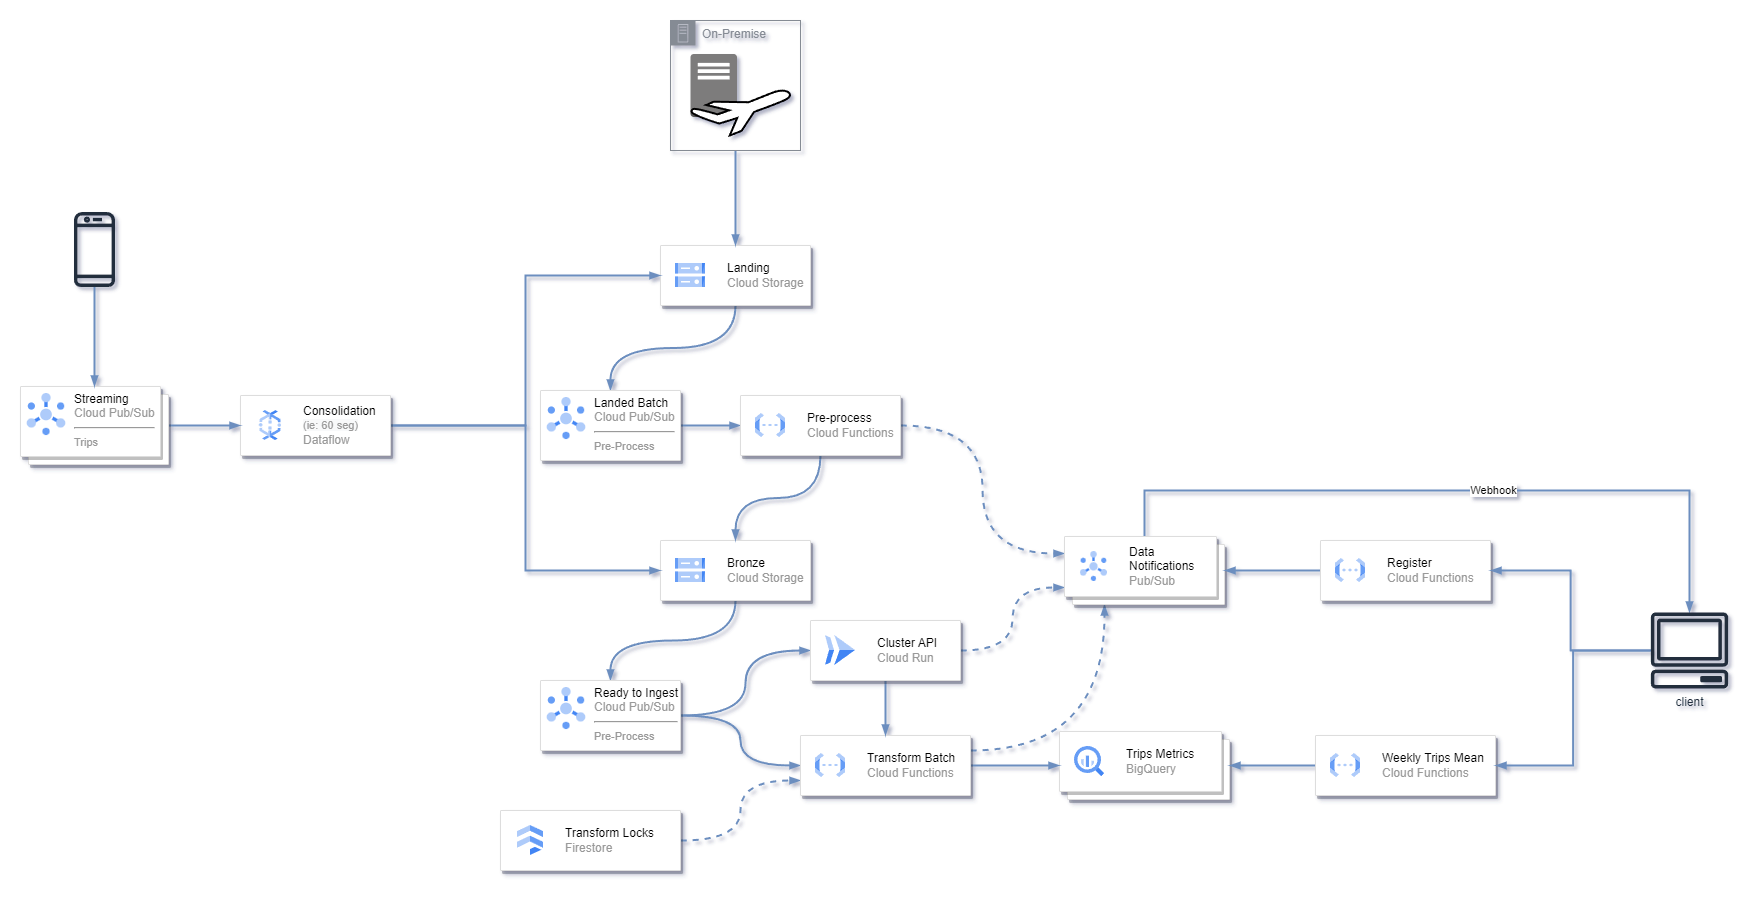 On-Premise
Landing
Cloud Storage
Streaming
Cloud Pub/Sub
Trips
Consolidation
(ie: 60 seg)
Dataflow
Landed Batch
Cloud Pub/Sub
Pre-Process
Pre-process
Cloud Functions
Webhook
Bronze
Cloud Storage
Data
Notifications
Pub/Sub
Register
Cloud Functions
Cluster API
Cloud Run
Ready to Ingest
Cloud Pub/Sub
Pre-Process
client
Transform Batch
Cloud Functions
Trips Metrics
BigQuery
Weekly Trips Mean
Cloud Functions
Transform Locks
Firestore